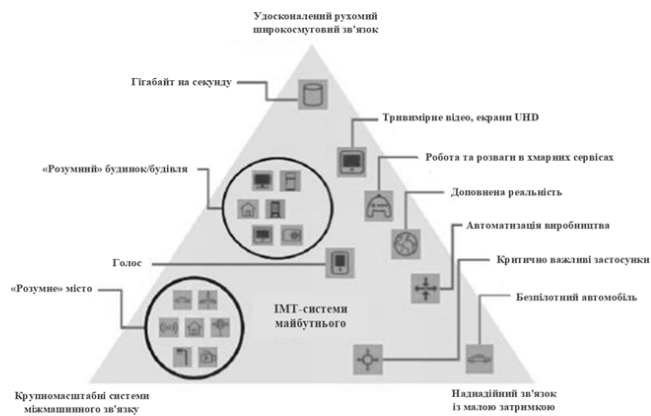 Удосконалений рухомий
широкосмуговий зв'язок
Гігабайт на секунду
Тривимірне відео, екрани UHD
«Розумний» будинок/будівля
Робота та розваги в хмарних сервісах
Доповнена реальність
Автоматизація виробництва
Голос
Критично важливі застосунки
«Розумне» місто
Безпілотний автомобіль
ІМТ-системи
майбутнього
Крупномасштабні системи
міжмашинного зв'язку
Наднадійний зв'язок
із малою затримкою